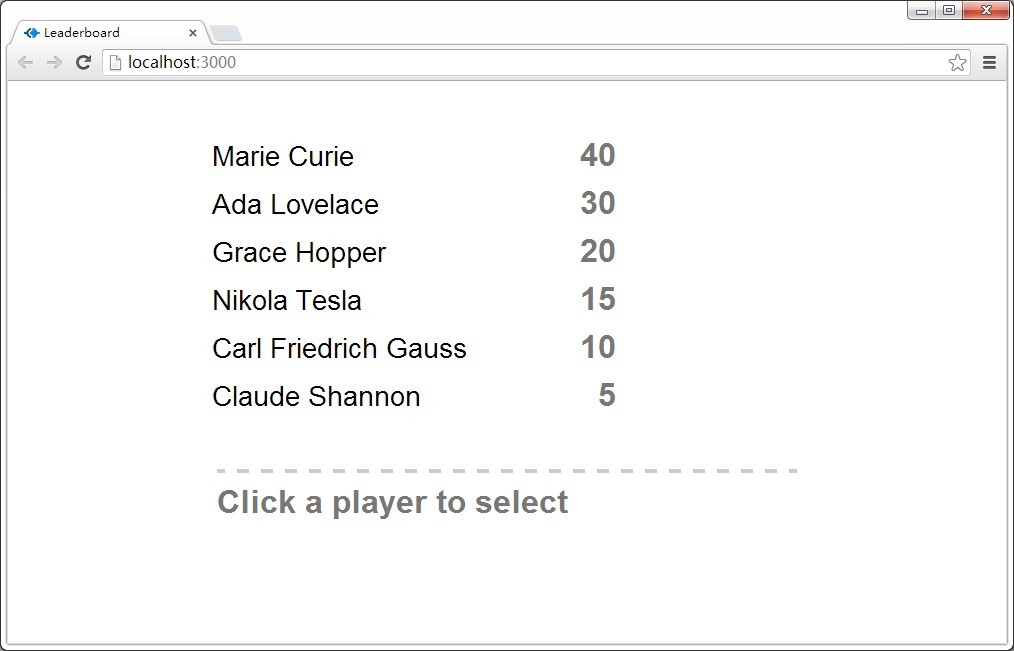 Leaderboard
localhost:3000
Marie Curie 40
Ada Lovelace 30
Grace Hopper 20
Nikola Tesla 15
Carl Friedrich Gauss 10
Claude Shannon 5
Click a player to select